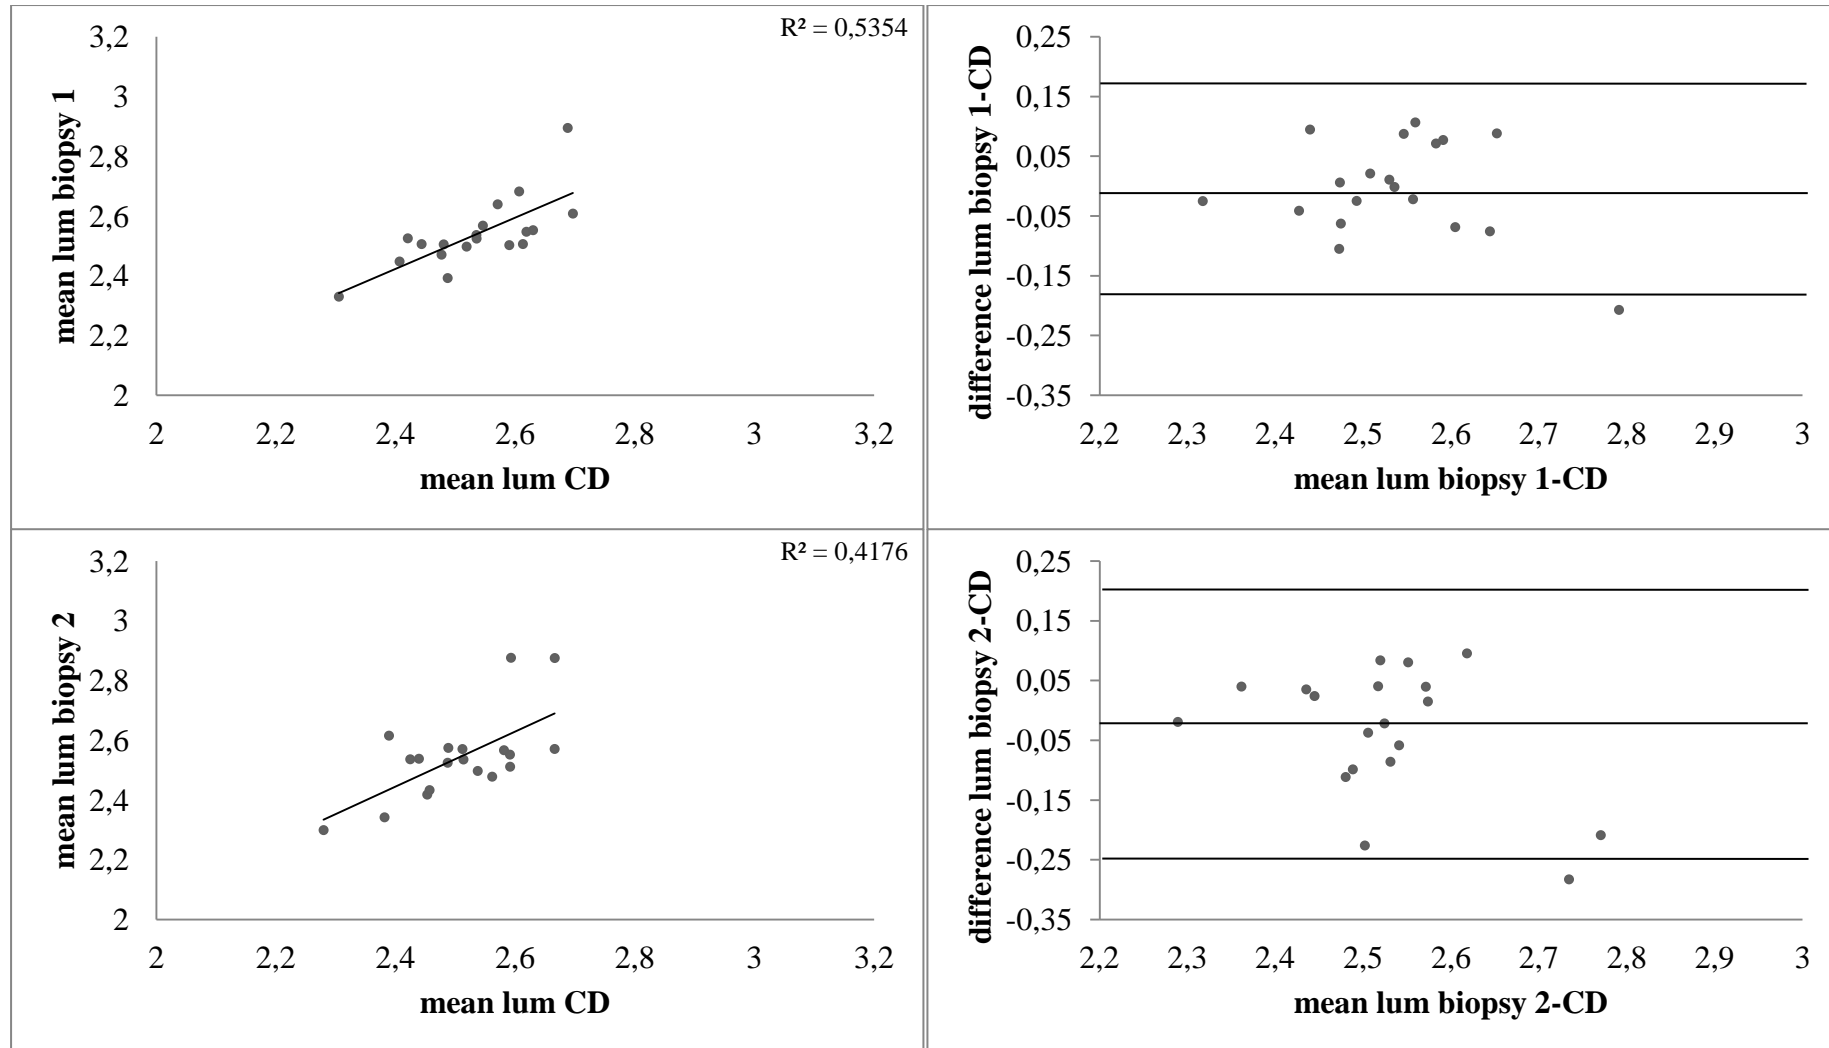 R² = 0,5354
3,2
3
2,8
2,6
2,4
2,2
2
mean lum biopsy 1
2 2,2 2,4 2,6 2,8 3 3,2
mean lum CD
0,25
0,15
0,05
-0,05
-0,15
-0,25
-0,35
difference lum biopsy 1-CD
2,2 2,3 2,4 2,5 2,6 2,7 2,8 2,9 3
mean lum biopsy 1-CD
R² = 0,4176
3,2
3
2,8
2,6
2,4
2,2
2
mean lum biopsy 2
2 2,2 2,4 2,6 2,8 3 3,2
mean lum CD
0,25
0,15
0,05
-0,05
-0,15
-0,25
-0,35
difference lum biopsy 2-CD
2,2 2,3 2,4 2,5 2,6 2,7 2,8 2,9 3
mean lum biopsy 2-CD